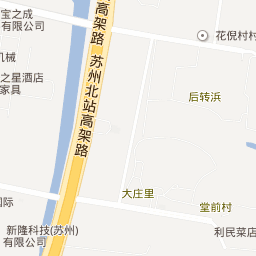 宝之成
有限公司
机械
之星酒店
家具
高架路
苏州北站高架路
花倪村村
后转浜
大庄里
堂前村
国际
新隆科技(苏州)
有限公司
利民菜店